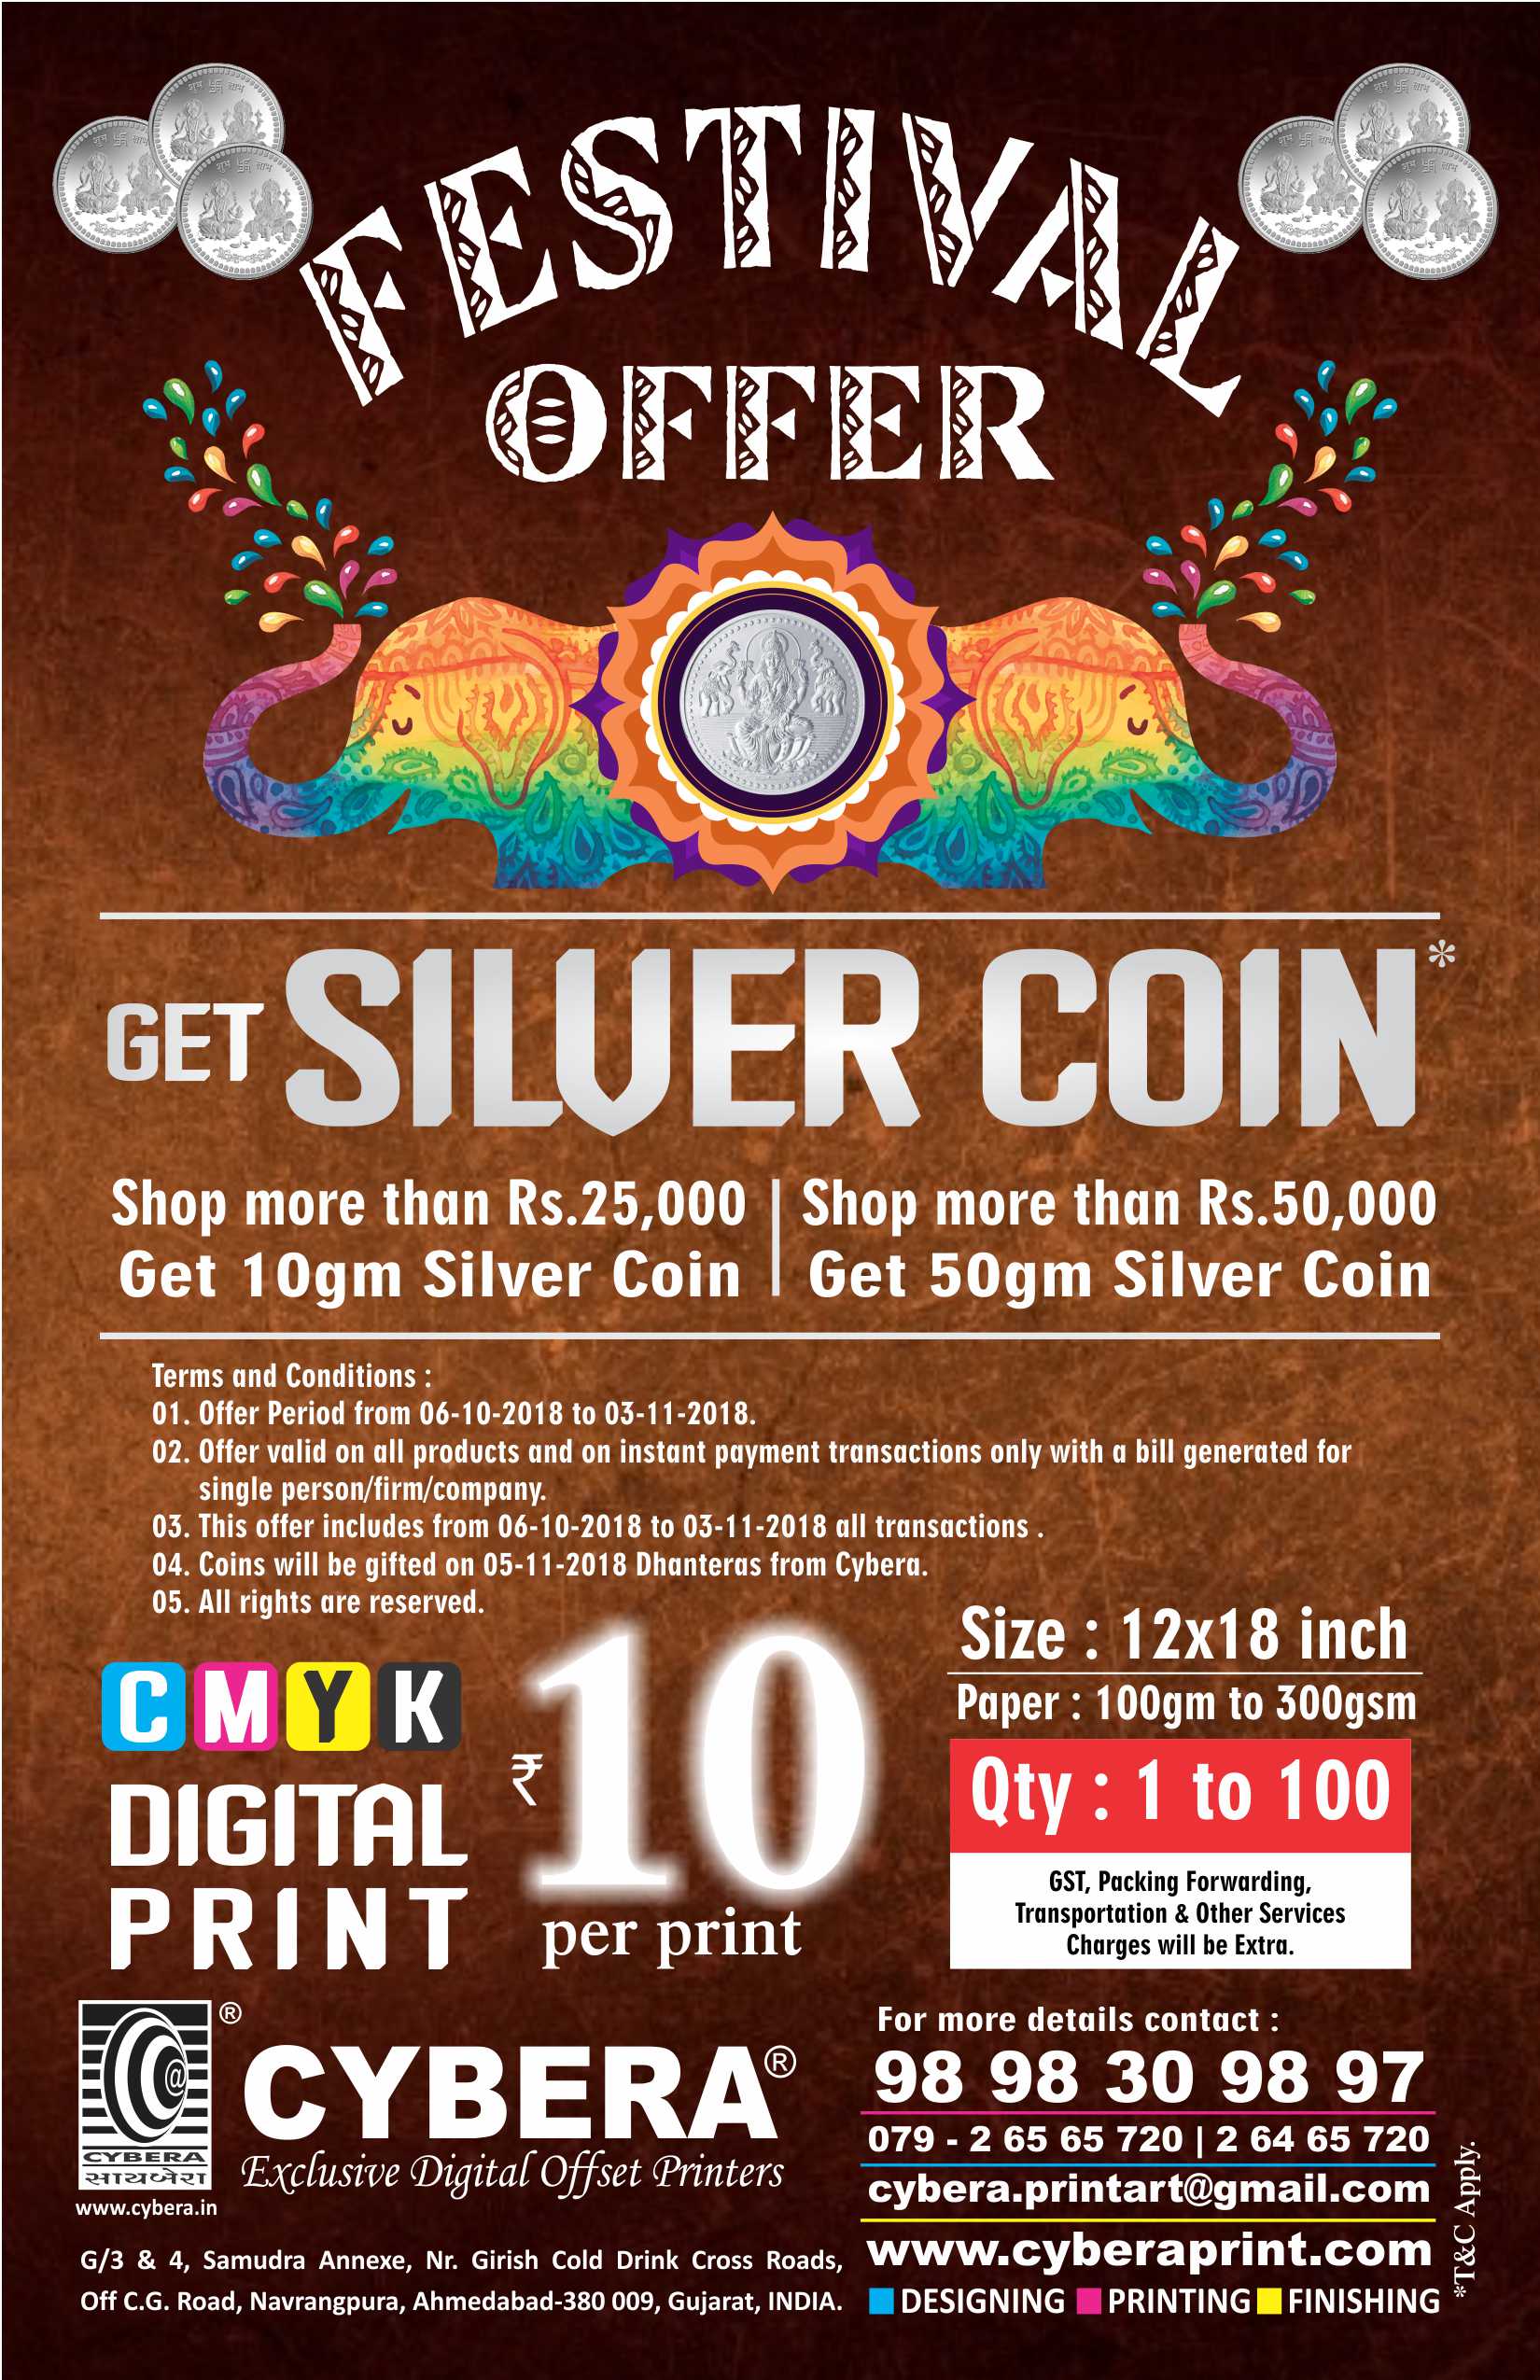 FESTIVAL
OFFER
GET SILVER COIN*
Shop more than Rs.25,000
Get 10gm Silver Coin
Shop more than Rs.50,000
Get 50gm Silver Coin
Terms and Conditions :
01. Offer Period from 06-10-2018 to 03-11-2018.
02. Offer valid on all products and on instant payment transactions only with a bill generated for
single person/firm/company.
03. This offer includes from 06-10-2018 to 03-11-2018 all transactions .
04. Coins will be gifted on 05-11-2018 Dhanteras from Cybera.
05. All rights are reserved.
CMYK
DIGITAL
PRINT
₹10
per print
Size : 12x18 inch
Paper : 100gm to 300gsm
Qty : 1 to 100
GST, Packing Forwarding,
Transportation & Other Services
Charges will be Extra.
@
®
CYBERA
સાયબેરા
www.cybera.in
CYBERA®
Exclusive Digital Offset Printers
G/3 & 4, Samudra Annexe, Nr. Girish Cold Drink Cross Roads,
Off C.G. Road, Navrangpura, Ahmedabad-380 009, Gujarat, INDIA.
For more details contact :
98 98 30 98 97
079 - 2 65 65 720 | 2 64 65 720
cybera.printart@gmail.com
www.cyberaprint.com
DESIGNING PRINTING FINISHING
*T&C Apply.